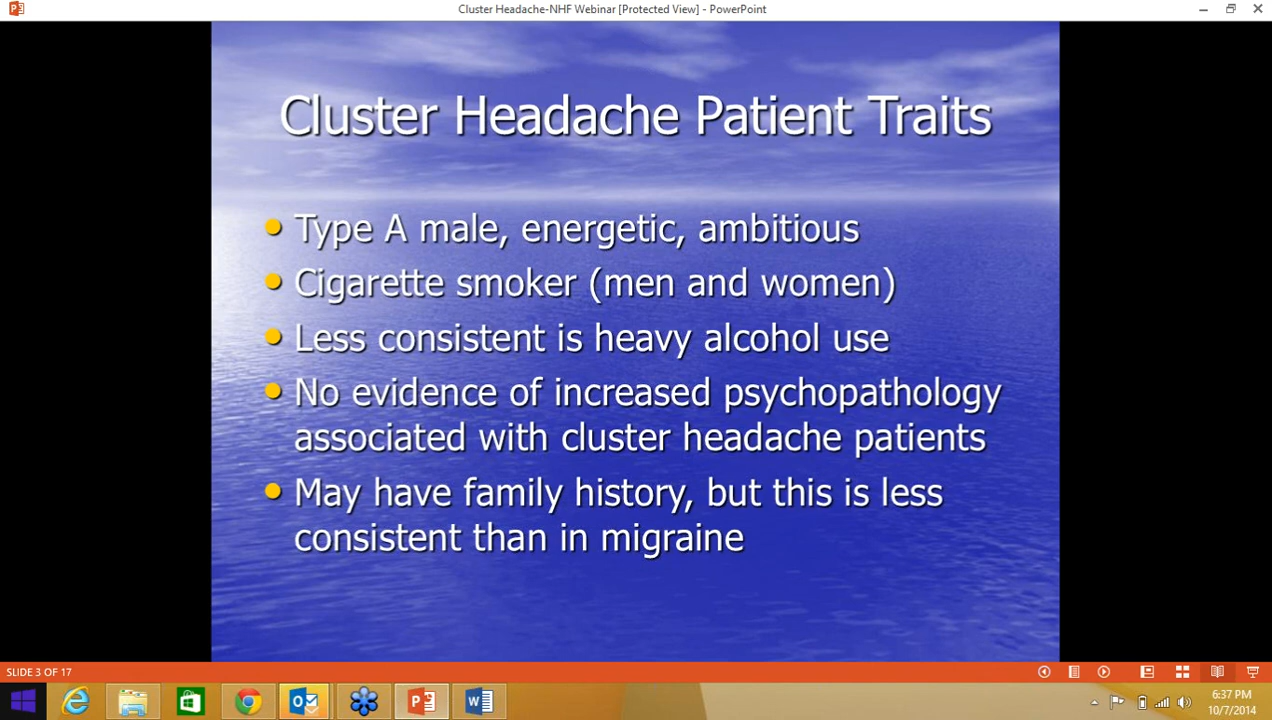 Cluster Headache-NHF Webinar [Protected View] - PowerPoint
Cluster Headache Patient Traits
Type A male, energetic, ambitious
Cigarette smoker (men and women)
Less consistent is heavy alcohol use
No evidence of increased psychopathology
associated with cluster headache patients
May have family history, but this is less
consistent than in migraine
SLIDE 3 OF 17
6:37 PM
10/7/2014